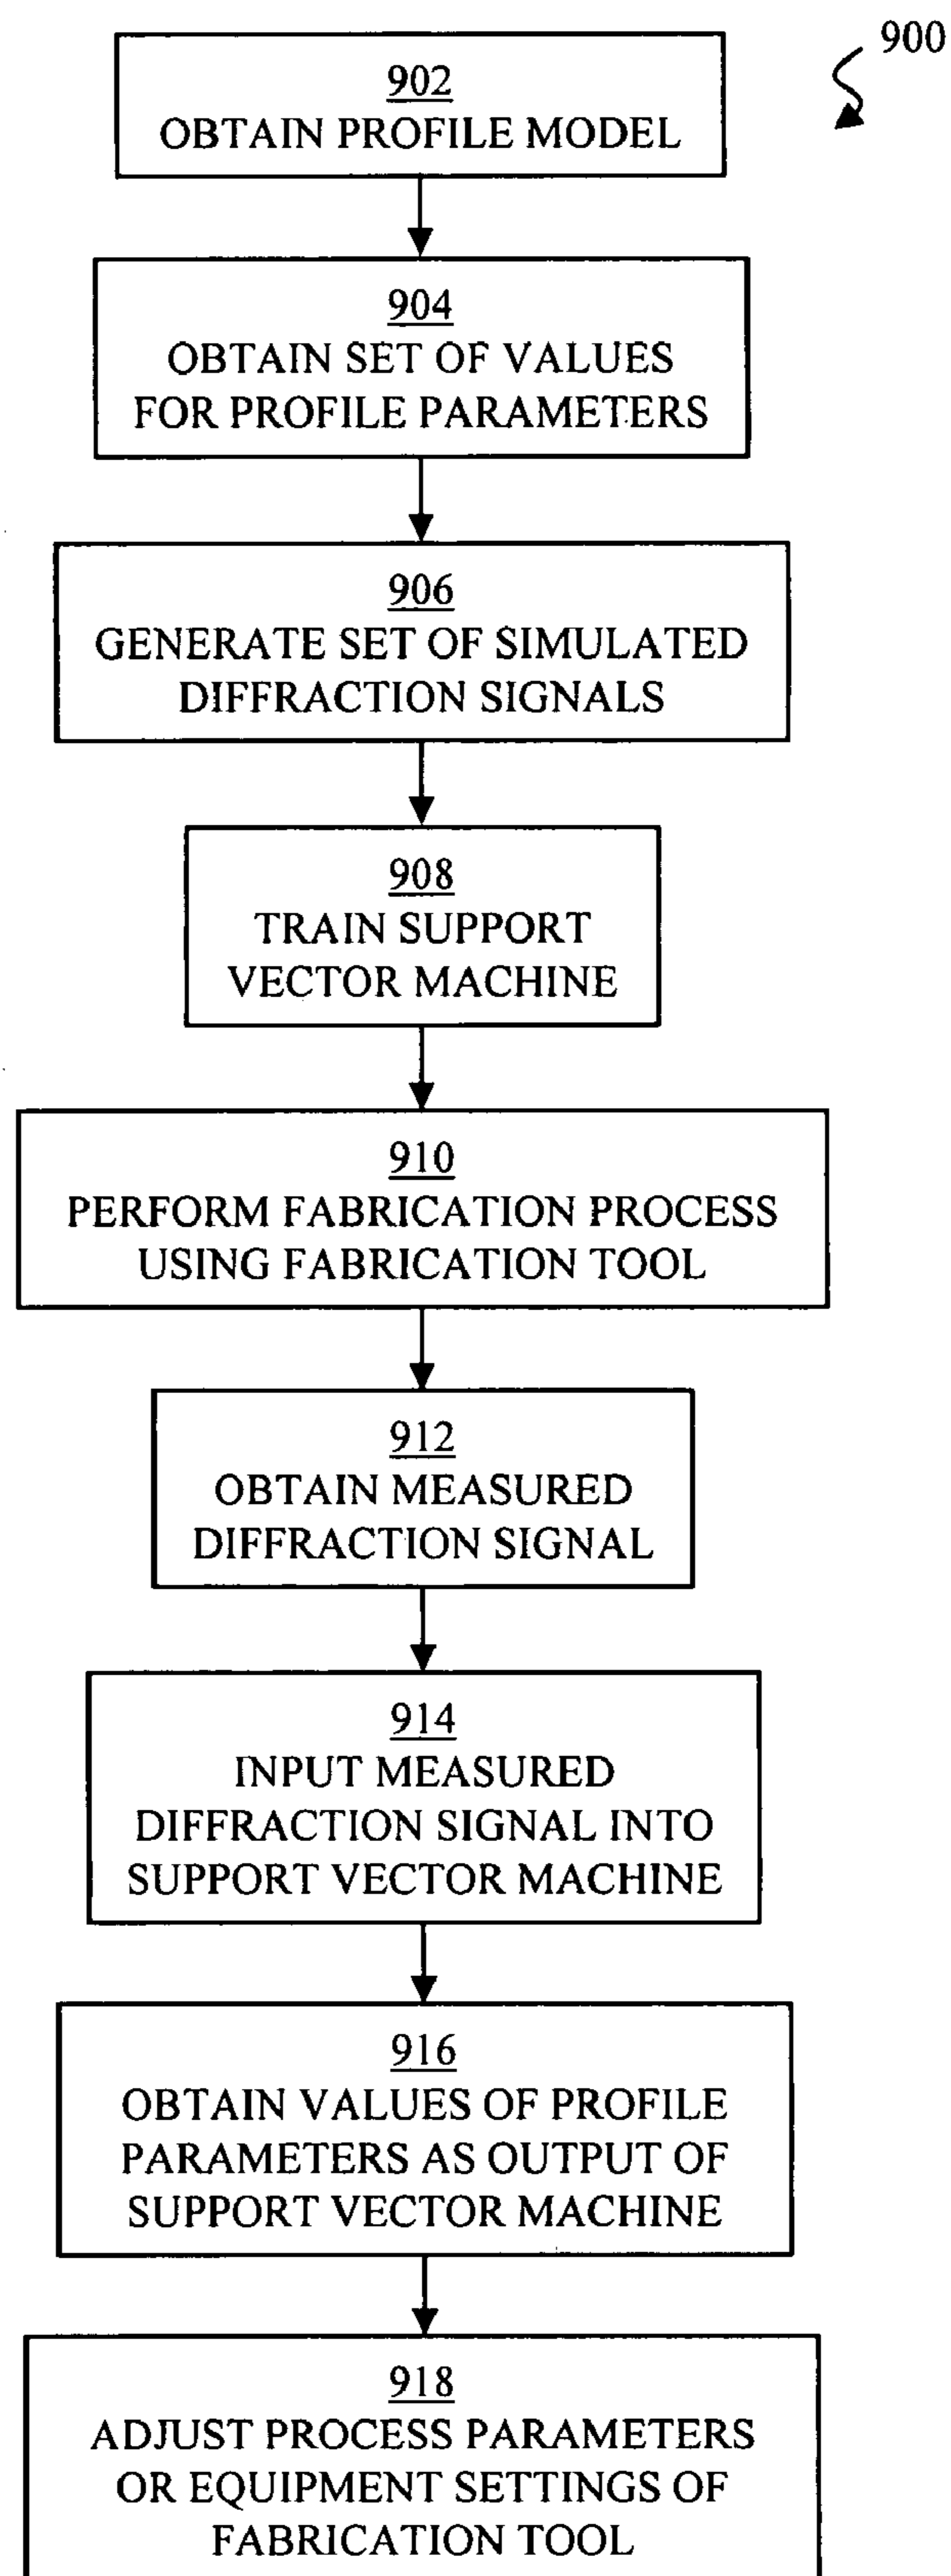 900
902
OBTAIN PROFILE MODEL
904
OBTAIN SET OF VALUES
FOR PROFILE PARAMETERS
906
GENERATE SET OF SIMULATED
DIFFRACTION SIGNALS
908
TRAIN SUPPORT
VECTOR MACHINE
910
PERFORM FABRICATION PROCESS
USING FABRICATION TOOL
912
OBTAIN MEASURED
DIFFRACTION SIGNAL
914
INPUT MEASURED
DIFFRACTION SIGNAL INTO
SUPPORT VECTOR MACHINE
916
OBTAIN VALUES OF PROFILE
PARAMETERS AS OUTPUT OF
SUPPORT VECTOR MACHINE
918
ADJUST PROCESS PARAMETERS
OR EQUIPMENT SETTINGS OF
FABRICATION TOOL